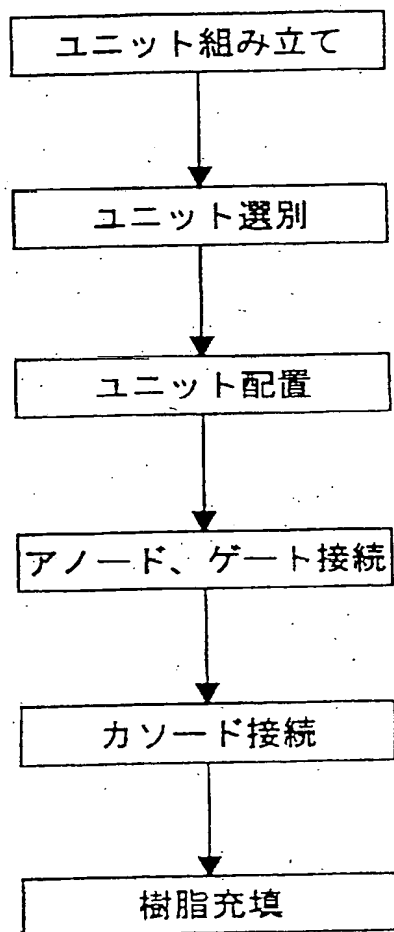 ユニット組み立て
ユニット選別
ユニット配置
アノード、ゲート接続
カソード接続
樹脂充填